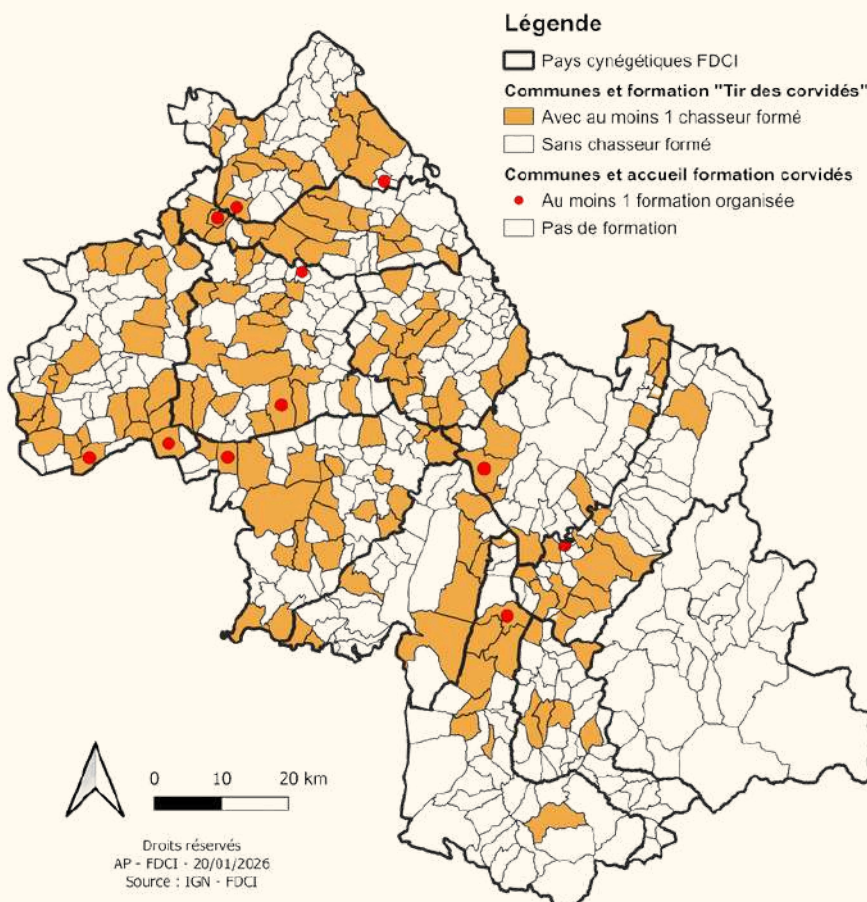 Légende
Pays cynégétiques FDCI
Communes et formation "Tir des corvidés"
Avec au moins 1 chasseur formé
Sans chasseur formé
Communes et accueil formation corvidés
Au moins 1 formation organisée
Pas de formation
0 10 20 km
Droits réservés
AP - FDCI - 20/01/2026
Source : IGN - FDCI